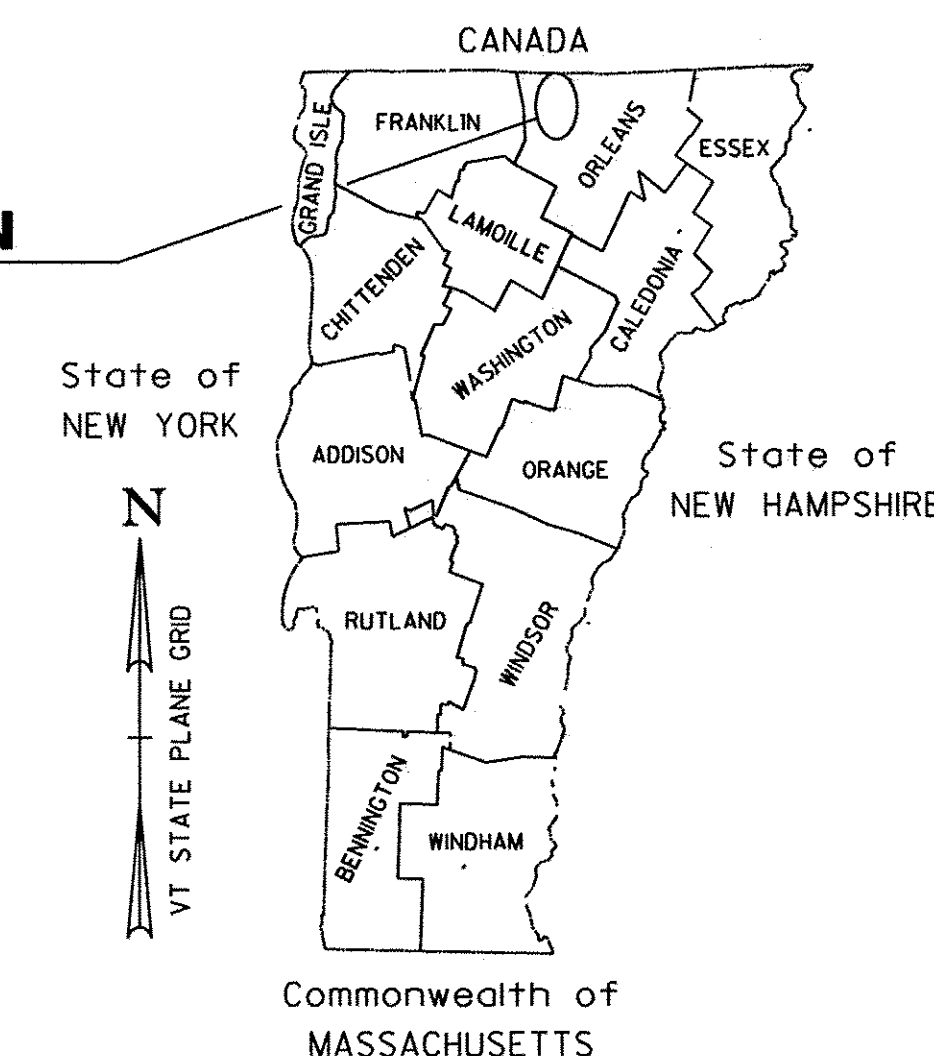 CANADA
FRANKLIN
GRAND ISLE
ORLEANS
ESSEX
LAMOILLE
N
CHITTENDEN
CALEDONIA
WASHINGTON
State of
NEW YORK
ADDISON
ORANGE
State of
NEW HAMPSHIRE
N
VT STATE PLANE GRID
RUTLAND
WINDSOR
BENNINGTON
WINDHAM
Commonwealth of
MASSACHUSETTS